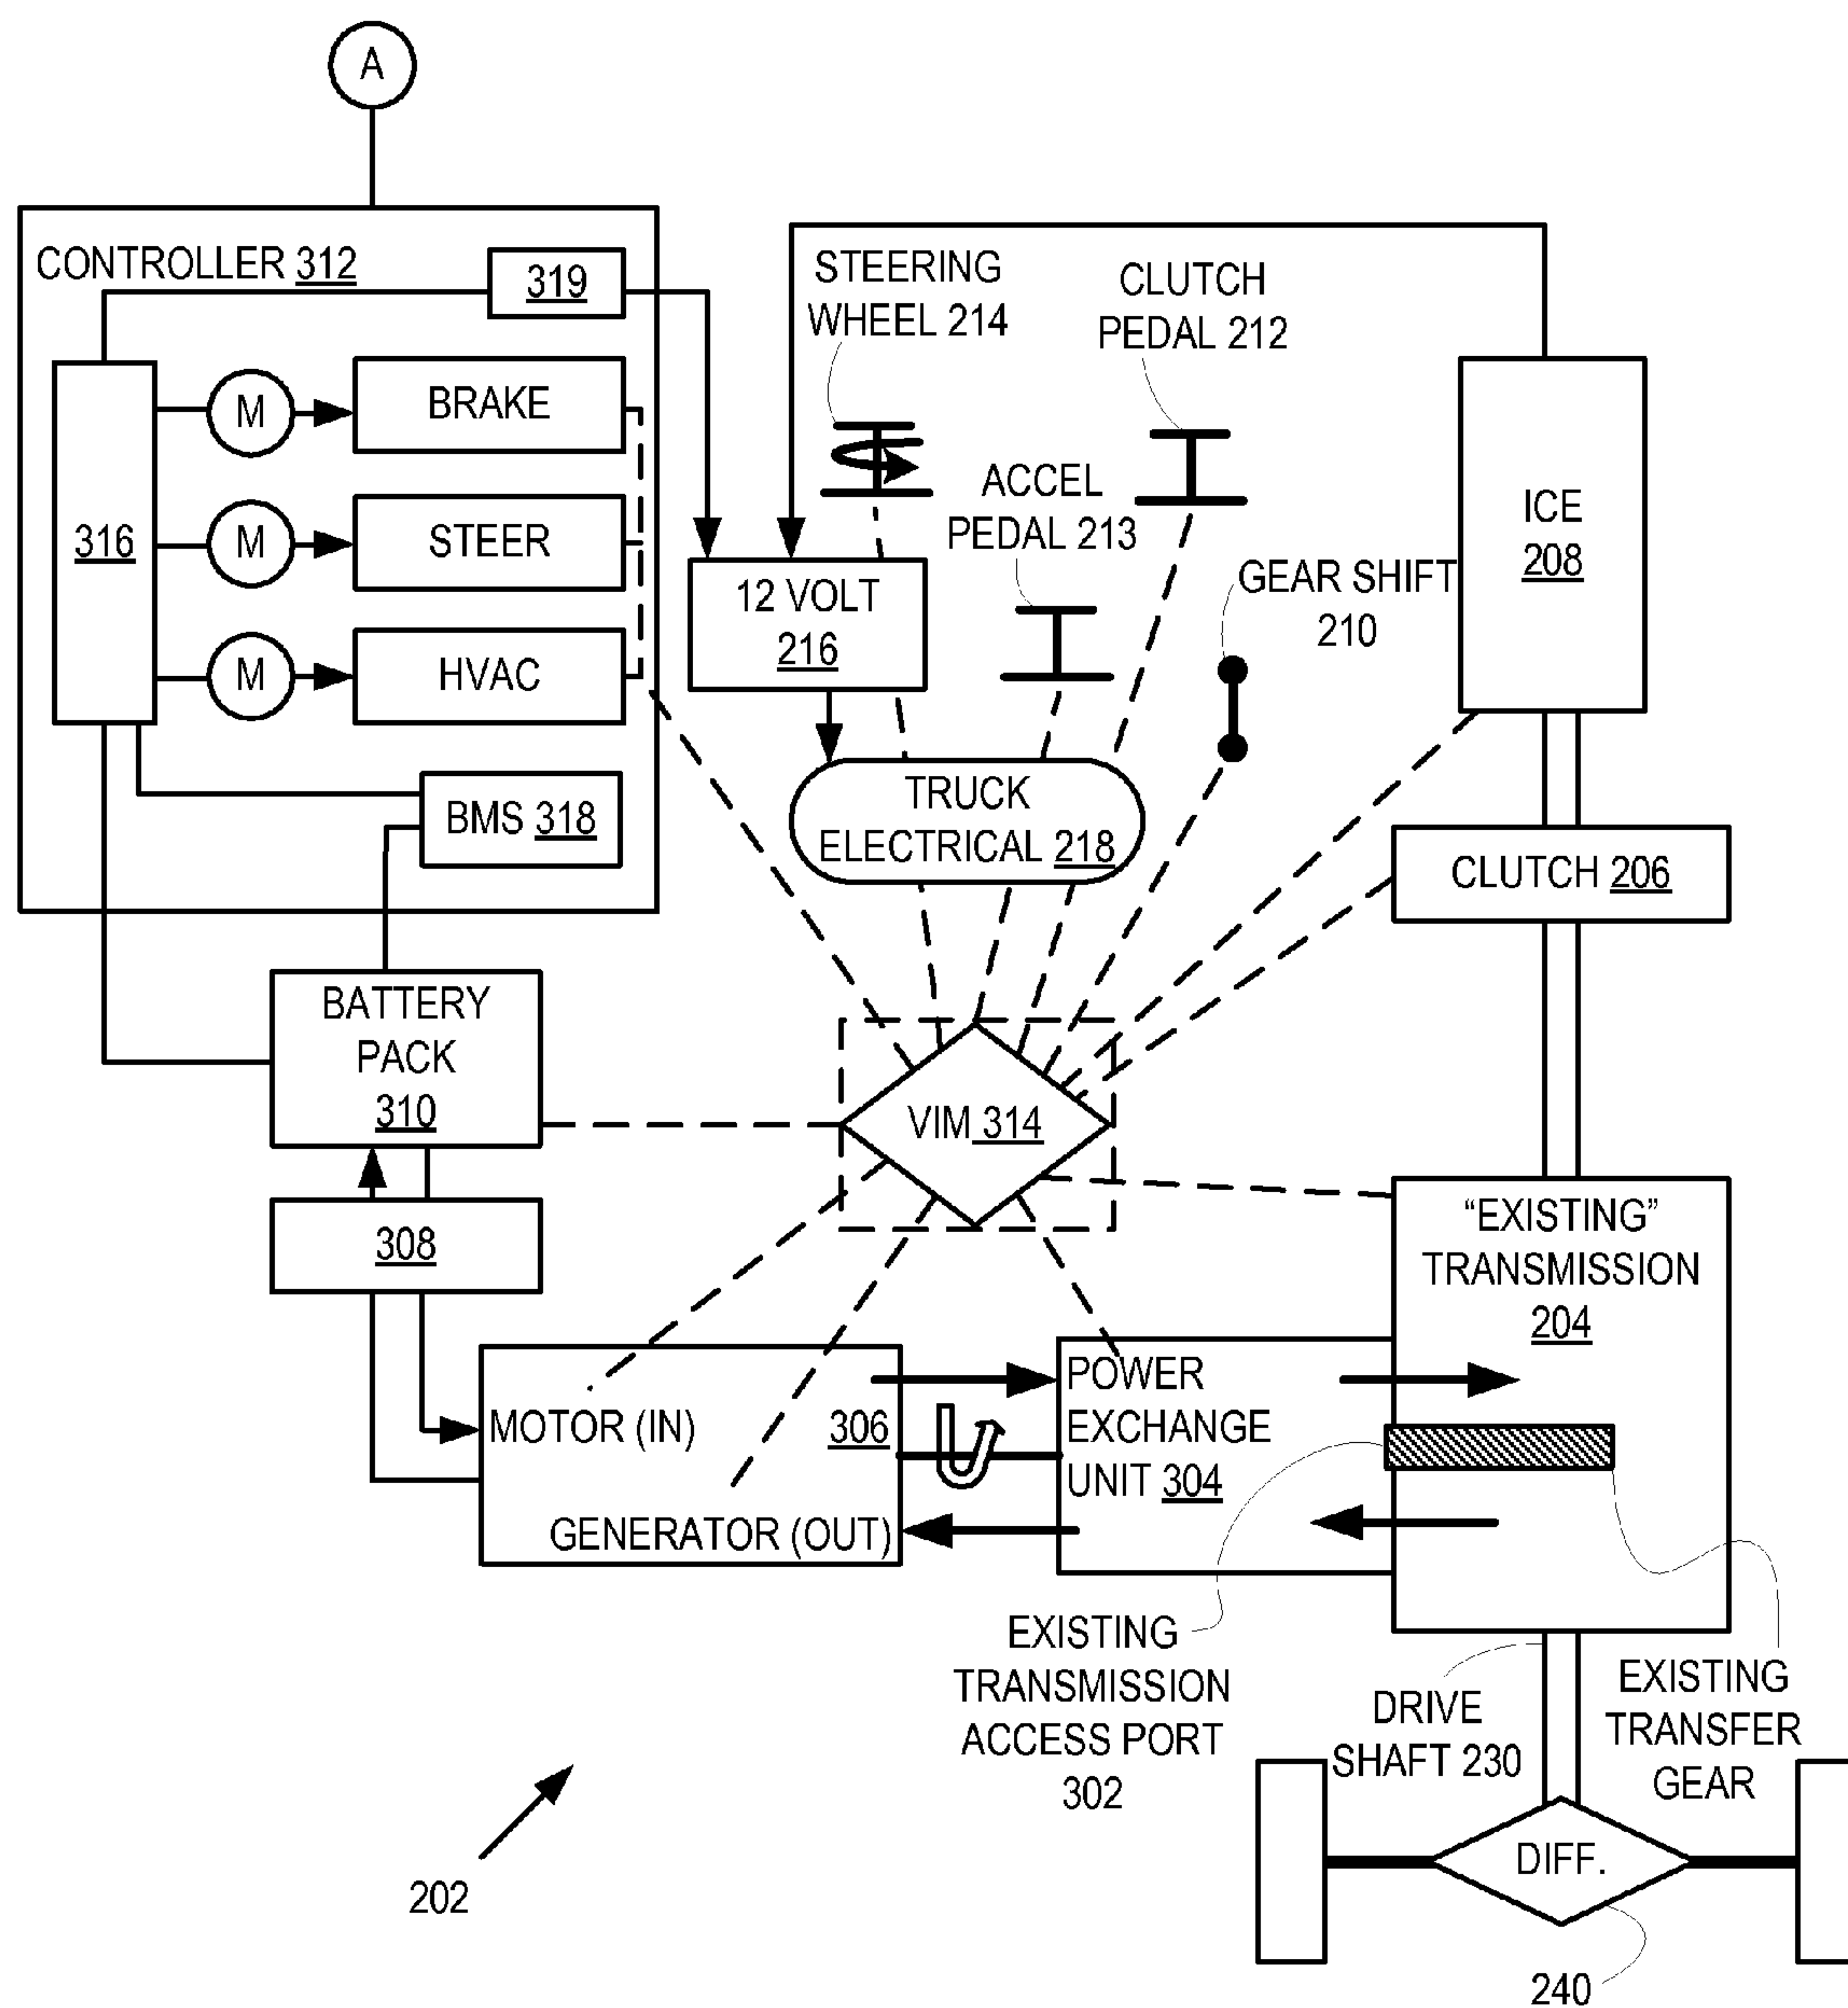 A
CONTROLLER 312
319
316
M
BRAKE
M
STEER
M
HVAC
BMS 318
STEERING
WHEEL 214
CLUTCH
PEDAL 212
ACCEL
PEDAL 213
GEAR SHIFT
210
ICE
208
12 VOLT
216
TRUCK
ELECTRICAL 218
CLUTCH 206
BATTERY
PACK
310
VIM 314
308
"EXISTING"
TRANSMISSION
204
MOTOR (IN)
306
GENERATOR (OUT)
POWER
EXCHANGE
UNIT 304
EXISTING
TRANSMISSION
ACCESS PORT
302
DRIVE
SHAFT 230
EXISTING
TRANSFER
GEAR
DIFF.
240
202